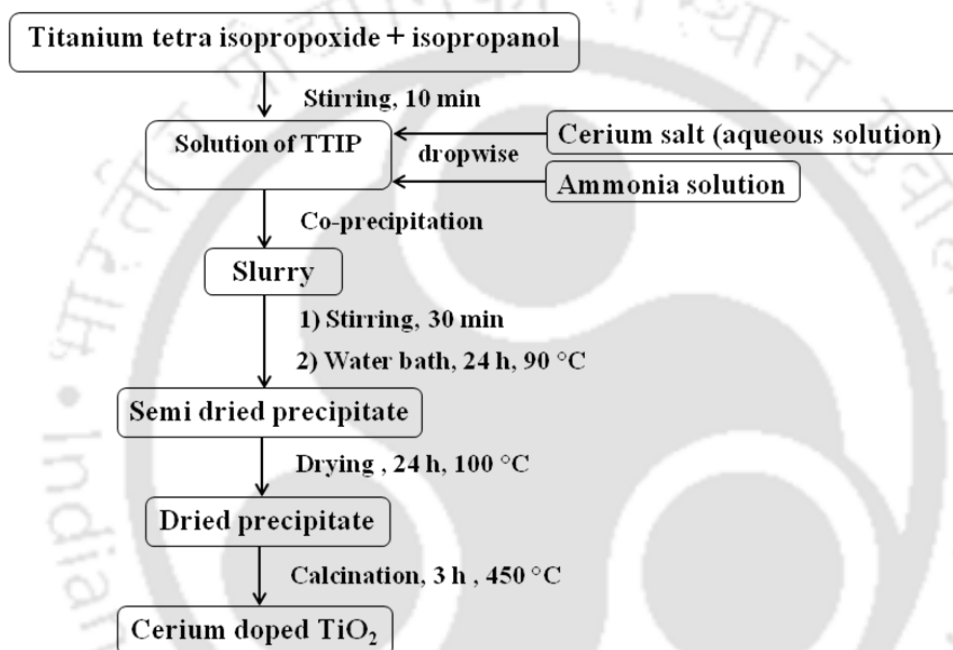 Titanium tetra isopropoxide + isopropanol
Stirring, 10 min
Solution of TTIP
Cerium salt (aqueous solution)
dropwise
Ammonia solution
Co-precipitation
Slurry
1) Stirring, 30 min
2) Water bath, 24 h, 90 °C
Semi dried precipitate
Drying , 24 h, 100 °C
Dried precipitate
Calcination, 3 h , 450 °C
Cerium doped TiO₂
Indian